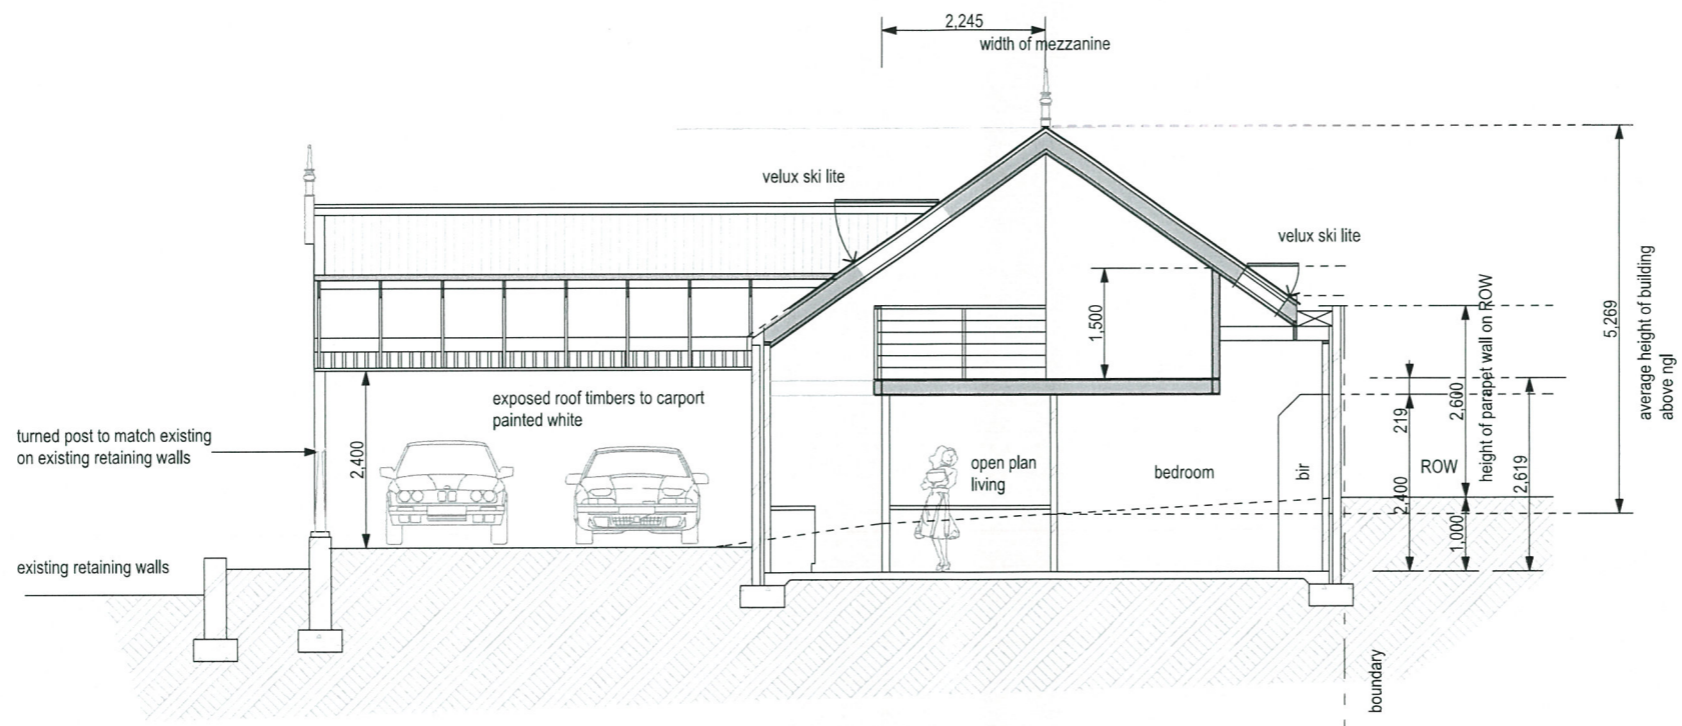 2,245
width of mezzanine
velux ski lite
velux ski lite
1,500
exposed roof timbers to carport
painted white
turned post to match existing
on existing retaining walls
2,400
open plan
living
bedroom
bir
219
2,400
ROW
2,600
height of parapet wall on ROW
1,000
2,619
5,269
average height of building
above ngl
existing retaining walls
boundary